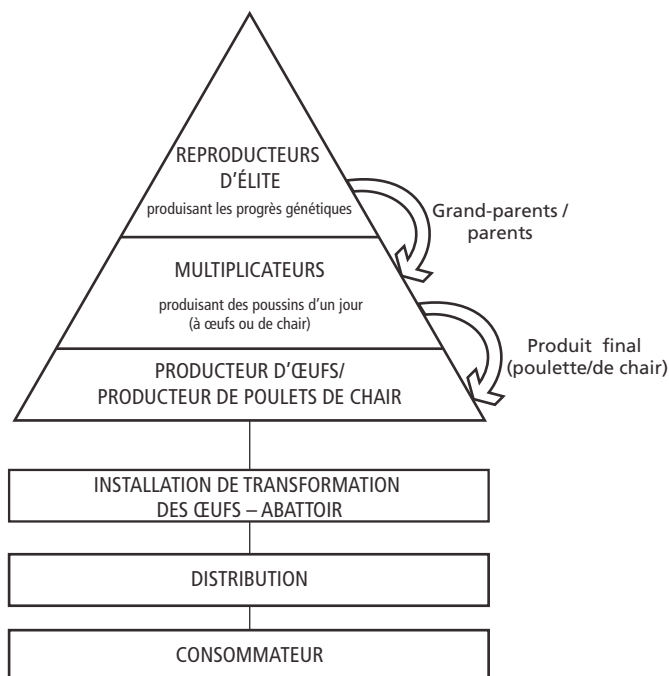 REPRODUCTEURS
D'ÉLITE
produisant les progrès génétiques
Grand-parents /
parents
MULTIPLICATEURS
produisant des poussins d'un jour
(à œufs ou de chair)
Produit final
(poulette/de chair)
PRODUCTEUR D'ŒUFS/
PRODUCTEUR DE POULETS DE CHAIR
INSTALLATION DE TRANSFORMATION
DES ŒUFS – ABATTOIR
DISTRIBUTION
CONSOMMATEUR